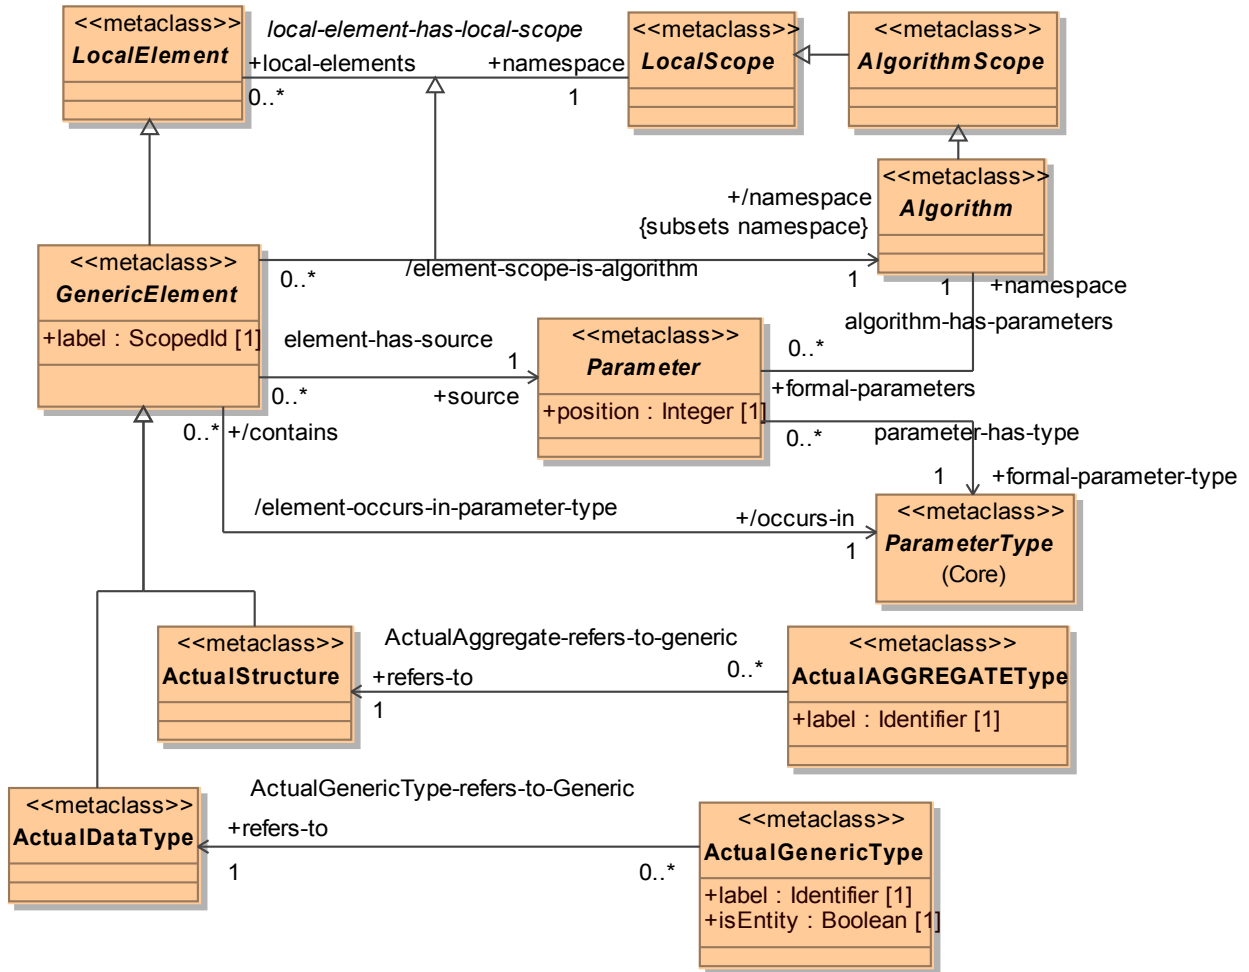 <<metaclass>>
LocalElement
local-element-has-local-scope
+local-elements
0..*
+namespace
1
<<metaclass>>
LocalScope
<<metaclass>>
AlgorithmScope
<<metaclass>>
Algorithm
+/namespace
{subsets namespace}
<<metaclass>>
GenericElement
+label : ScopedId [1]
0..*
/element-scope-is-algorithm
1
1
+namespace
algorithm-has-parameters
0..*
+formal-parameters
element-has-source
1
0..*
+source
<<metaclass>>
Parameter
+position : Integer [1]
0..*
parameter-has-type
1
+formal-parameter-type
0..*
+/contains
/element-occurs-in-parameter-type
+/occurs-in
1
<<metaclass>>
ParameterType
(Core)
<<metaclass>>
ActualStructure
ActualAggregate-refers-to-generic
+refers-to
1
0..*
<<metaclass>>
ActualAGGREGATEType
+label : Identifier [1]
<<metaclass>>
ActualDataType
ActualGenericType-refers-to-Generic
+refers-to
1
0..*
<<metaclass>>
ActualGenericType
+label : Identifier [1]
+isEntity : Boolean [1]